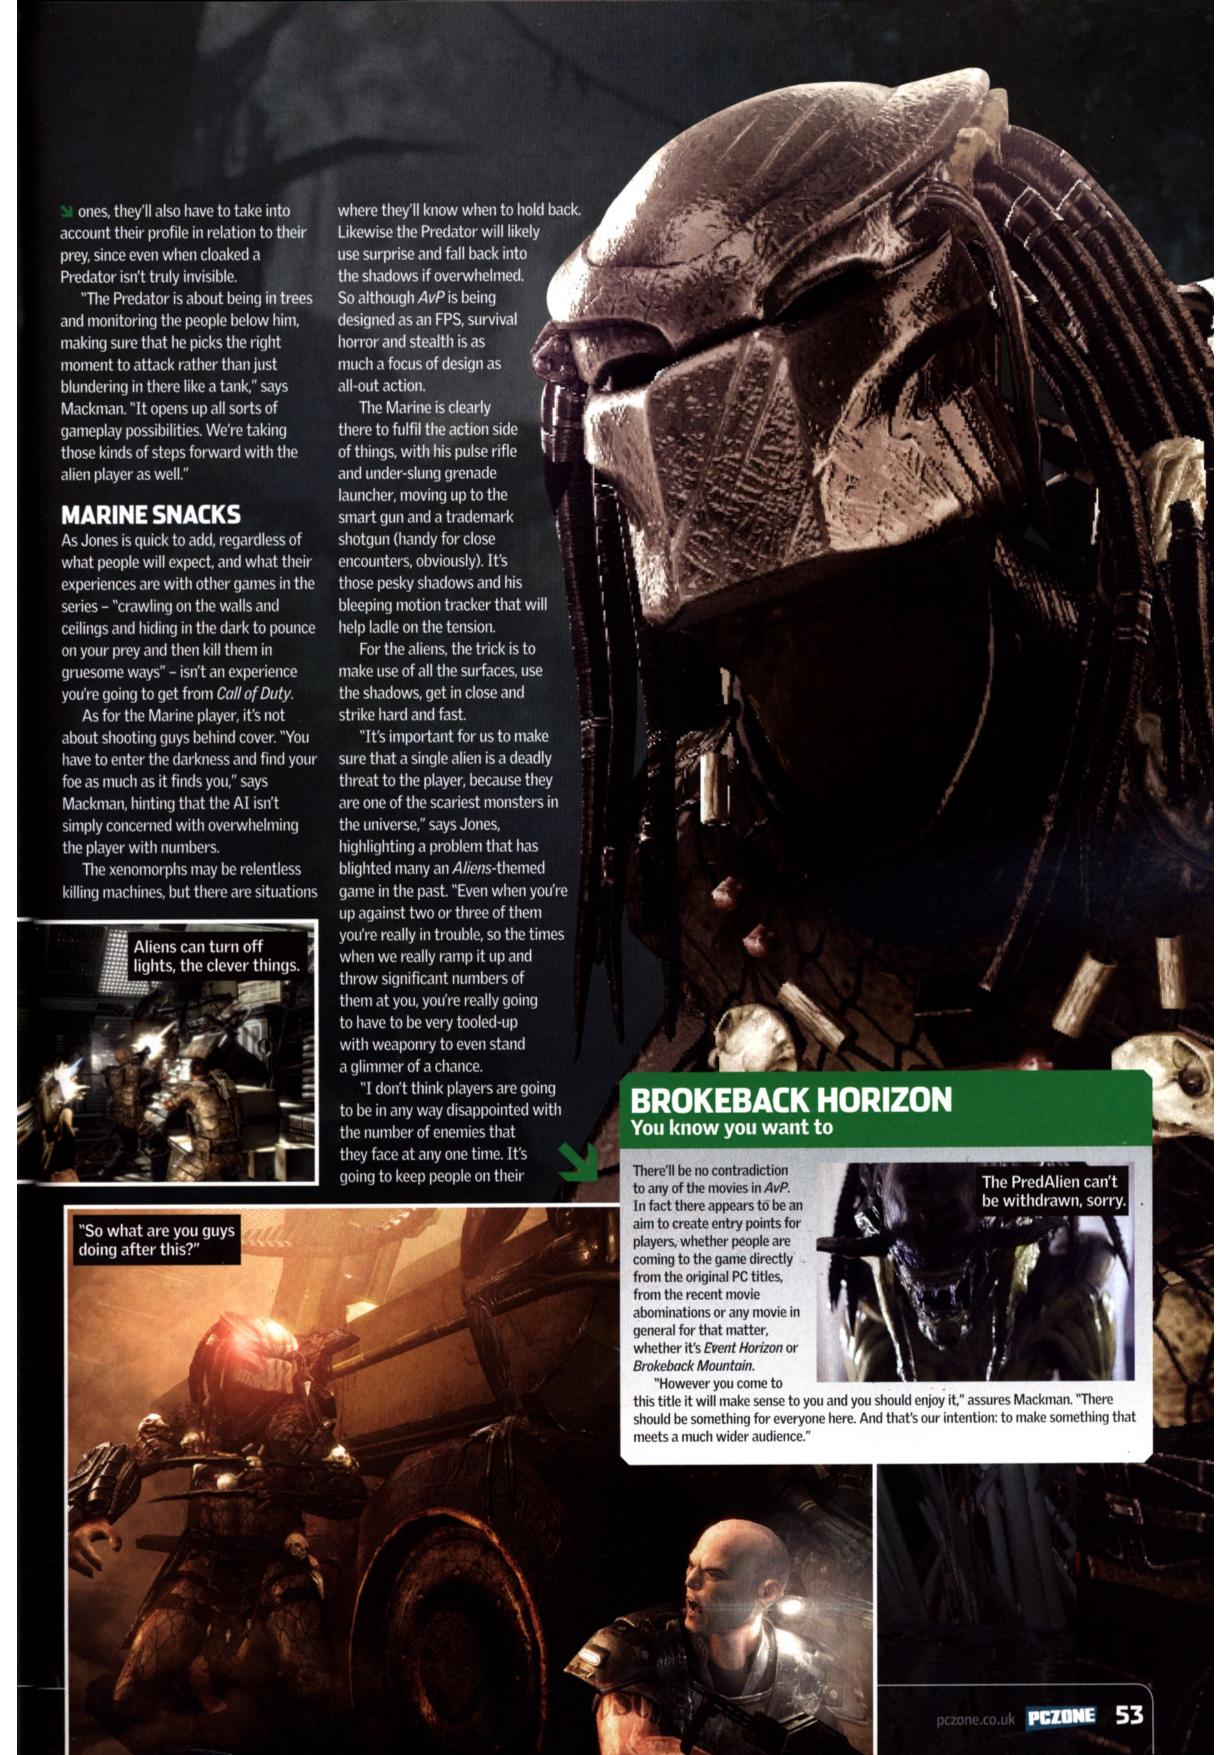 ones, they'll also have to take into
account their profile in relation to their
prey, since even when cloaked a
Predator isn't truly invisible.
"The Predator is about being in trees
and monitoring the people below him,
making sure that he picks the right
moment to attack rather than just
blundering in there like a tank," says
Mackman. "It opens up all sorts of
gameplay possibilities. We're taking
those kinds of steps forward with the
alien player as well."
MARINE SNACKS
As Jones is quick to add, regardless of
what people will expect, and what their
experiences are with other games in the
series – "crawling on the walls and
ceilings and hiding in the dark to pounce
on your prey and then kill them in
gruesome ways" – isn't an experience
you're going to get from Call of Duty.
As for the Marine player, it's not
about shooting guys behind cover. "You
have to enter the darkness and find your
foe as much as it finds you," says
Mackman, hinting that the AI isn't
simply concerned with overwhelming
the player with numbers.
The xenomorphs may be relentless
killing machines, but there are situations
where they'll know when to hold back.
Likewise the Predator will likely
use surprise and fall back into
the shadows if overwhelmed.
So although AvP is being
designed as an FPS, survival
horror and stealth is as
much a focus of design as
all-out action.
The Marine is clearly
there to fulfil the action side
of things, with his pulse rifle
and under-slung grenade
launcher, moving up to the
smart gun and a trademark
shotgun (handy for close
encounters, obviously). It's
those pesky shadows and his
bleeping motion tracker that will
help ladle on the tension.
For the aliens, the trick is to
make use of all the surfaces, use
the shadows, get in close and
strike hard and fast.
"It's important for us to make
sure that a single alien is a deadly
threat to the player, because they
are one of the scariest monsters in
the universe," says Jones,
highlighting a problem that has
blighted many an Aliens-themed
game in the past. "Even when you're
up against two or three of them
you're really in trouble, so the times
when we really ramp it up and
throw significant numbers of
them at you, you're really going
to have to be very tooled-up
with weaponry to even stand
a glimmer of a chance.
"I don't think players are going
to be in any way disappointed with
the number of enemies that
they face at any one time. It's
going to keep people on their
Aliens can turn off
lights, the clever things.
"So what are you guys
doing after this?"
BROKEBACK HORIZON
You know you want to
There'll be no contradiction
to any of the movies in AvP.
In fact there appears to be an
aim to create entry points for
players, whether people are
coming to the game directly
from the original PC titles,
from the recent movie
abominations or any movie in
general for that matter,
whether it's Event Horizon or
Brokeback Mountain.
"However you come to
this title it will make sense to you and you should enjoy it," assures Mackman. "There
should be something for everyone here. And that's our intention: to make something that
meets a much wider audience."
The PredAlien can't
be withdrawn, sorry.
pczone.co.uk PCZONE 53